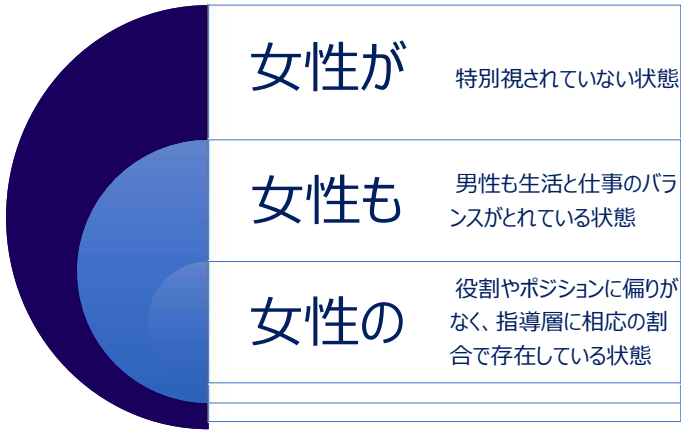 女性が
特別視されていない状態
女性も
男性も生活と仕事のバラ
ンスがとれている状態
女性の
役割やポジションに偏りが
なく、指導層に相応の割
合で存在している状態